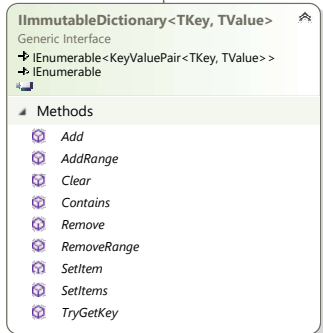 IImmutableDictionary<TKey, TValue>
Generic Interface
IEnumerable<KeyValuePair<TKey, TValue>>
IEnumerable
Methods
Add
AddRange
Clear
Contains
Remove
RemoveRange
SetItem
SetItems
TryGetKey